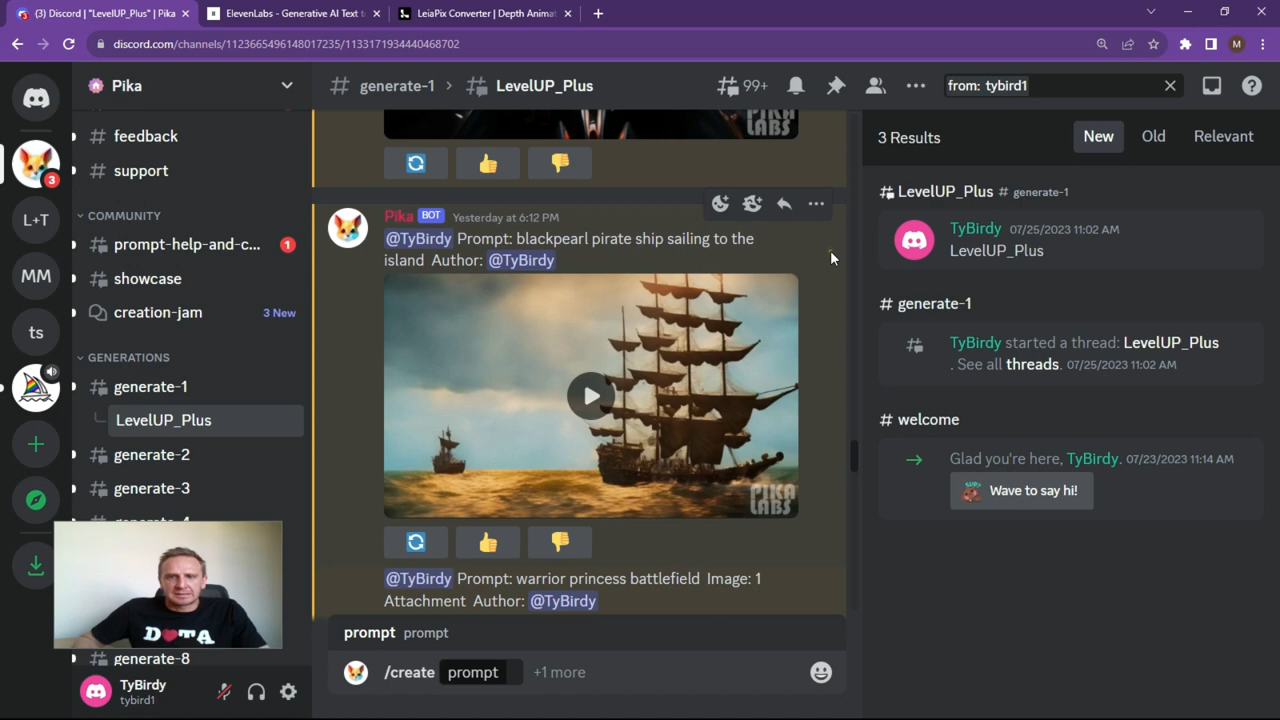 (3) Discord | "LevelUP_Plus" | Pika
ElevenLabs - Generative AI Text t
LeiaPix Converter | Depth Animat
discord.com/channels/1123665496148017235/1133171934440468702
M
Pika
generate-1 > LevelUP_Plus
99+
from: tybird1
feedback
support
COMMUNITY
prompt-help-and-c...
1
showcase
creation-jam
3 New
GENERATIONS
generate-1
LevelUP_Plus
generate-2
generate-3
generate-8
3
L+T
MM
ts
D❤TA
TyBirdy
tybird1
PIKA
LABS
Pika BOT Yesterday at 6:12 PM
@TyBirdy Prompt: blackpearl pirate ship sailing to the
island Author: @TyBirdy
PIKA
LABS
@TyBirdy Prompt: warrior princess battlefield Image: 1
Attachment Author: @TyBirdy
prompt prompt
/create prompt +1 more
3 Results
New
Old
Relevant
LevelUP_Plus # generate-1
TyBirdy 07/25/2023 11:02 AM
LevelUP_Plus
# generate-1
TyBirdy started a thread: LevelUP_Plus
. See all threads. 07/25/2023 11:02 AM
# welcome
Glad you're here, TyBirdy. 07/23/2023 11:14 AM
Wave to say hi!